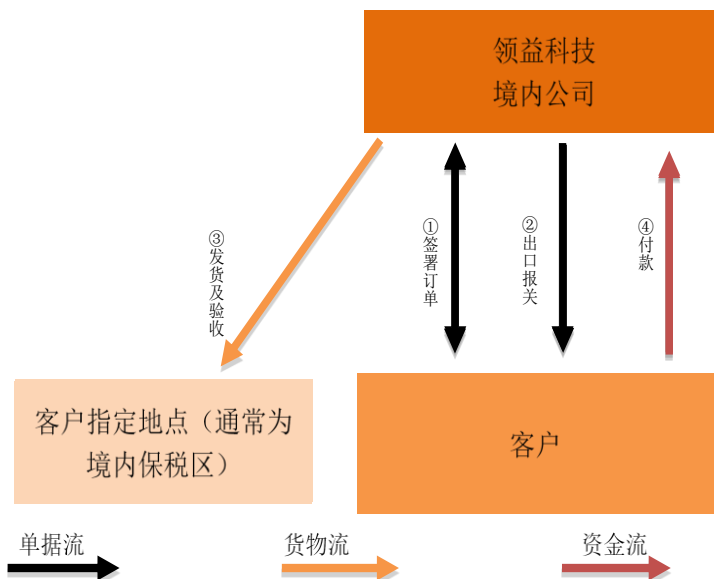 领益科技
境内公司
③发货及验收
①签署订单
②出口报关
④付款
客户指定地点（通常为
境内保税区）
客户
单据流
货物流
资金流